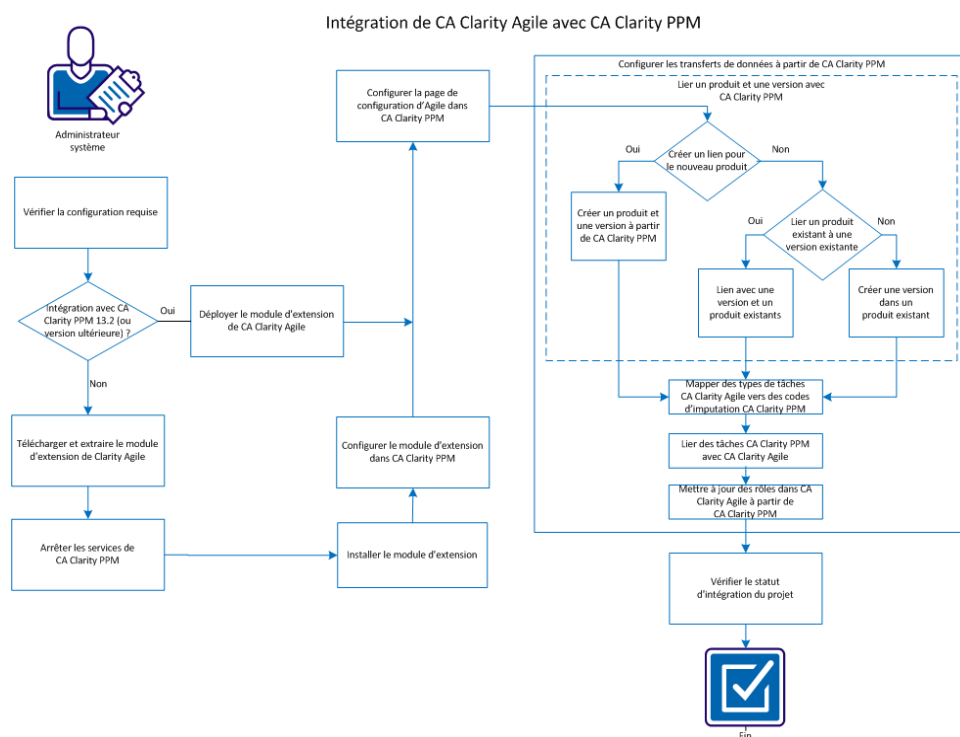 Intégration de CA Clarity Agile avec CA Clarity PPM
Administrateur
système
Vérifier la configuration requise
Intégration avec CA
Clarity PPM 13.2 (ou
version ultérieure) ?
Oui
Non
Déployer le module d'extension
de CA Clarity Agile
Télécharger et extraire le module
d'extension de Clarity Agile
Arrêter les services de
CA Clarity PPM
Installer le module d'extension
Configurer le module d'extension
dans CA Clarity PPM
Configurer la page de
configuration d'Agile dans
CA Clarity PPM
Configurer les transferts de données à partir de CA Clarity PPM
Lier un produit et une version avec
CA Clarity PPM
Créer un lien pour
le nouveau produit
Oui
Non
Créer un produit et
une version à partir
de CA Clarity PPM
Lier un produit
existant à une
version existante
Oui
Non
Lien avec une
version et un
produit existants
Créer une version
dans un
produit existant
Mapper des types de tâches
CA Clarity Agile vers des codes
d'imputation CA Clarity PPM
Lier des tâches CA Clarity PPM
avec CA Clarity Agile
Mettre à jour des rôles dans CA
Clarity Agile à partir de
CA Clarity PPM
Vérifier le statut
d'intégration du projet
Fin